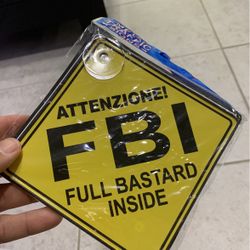 ATTENZIONE!
FBI
FULL BASTARD
INSIDE